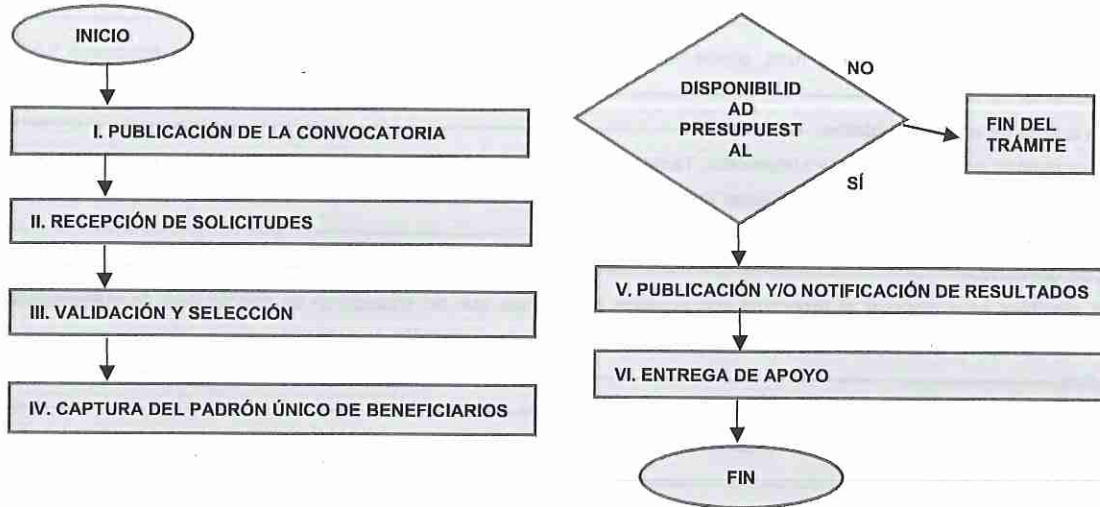 INICIO
I. PUBLICACIÓN DE LA CONVOCATORIA
II. RECEPCIÓN DE SOLICITUDES
III. VALIDACIÓN Y SELECCIÓN
IV. CAPTURA DEL PADRÓN ÚNICO DE BENEFICIARIOS
DISPONIBILID
AD
PRESUPUEST
AL
NO
FIN DEL
TRÁMITE
SÍ
V. PUBLICACIÓN Y/O NOTIFICACIÓN DE RESULTADOS
VI. ENTREGA DE APOYO
FIN